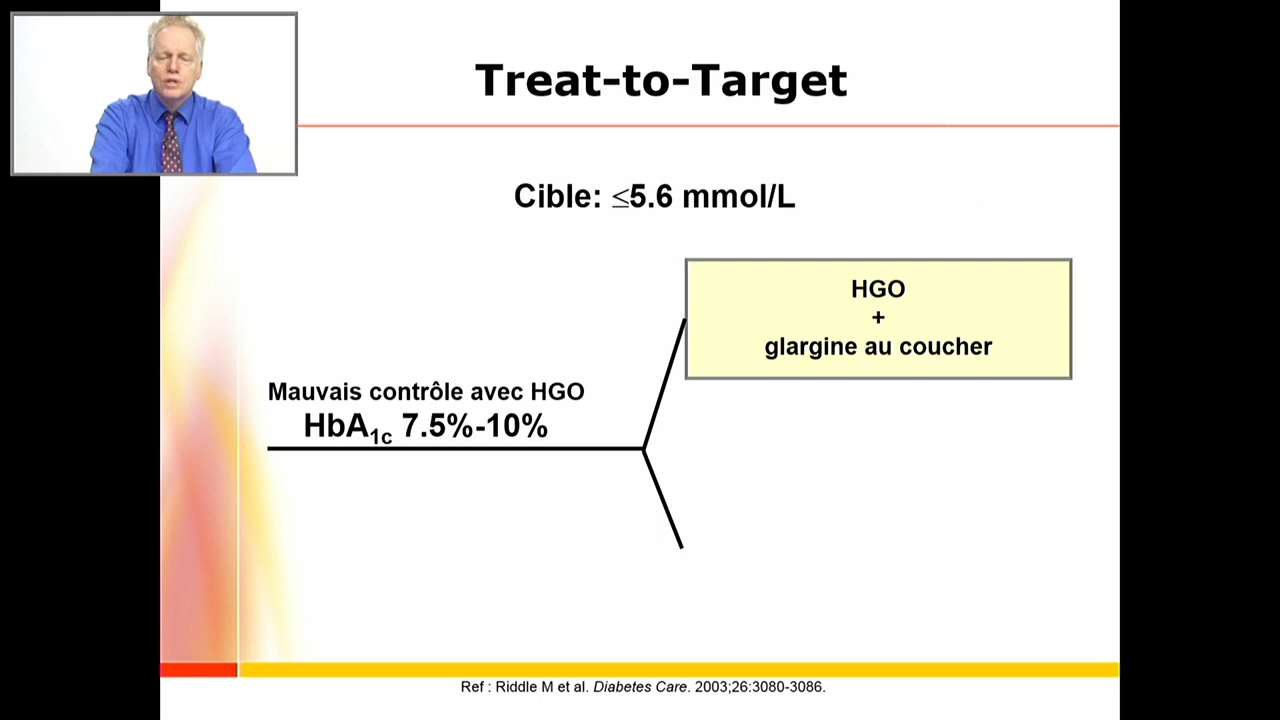 Treat-to-Target
Cible: ≤5.6 mmol/L
HGO
+
glargine au coucher
Mauvais contrôle avec HGO
HbA1c 7.5%-10%
Ref : Riddle M et al. Diabetes Care. 2003;26:3080-3086.